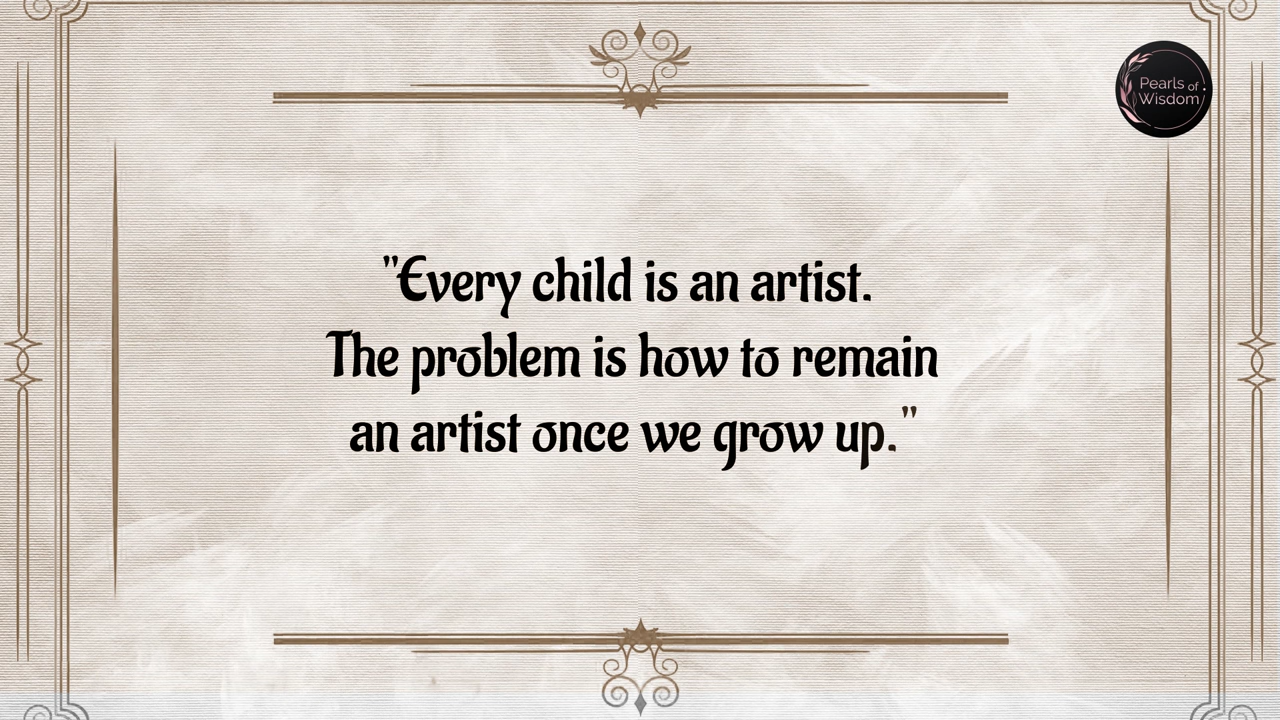 Pearls of
Wisdom
"Every child is an artist.
The problem is how to remain
an artist once we grow up."